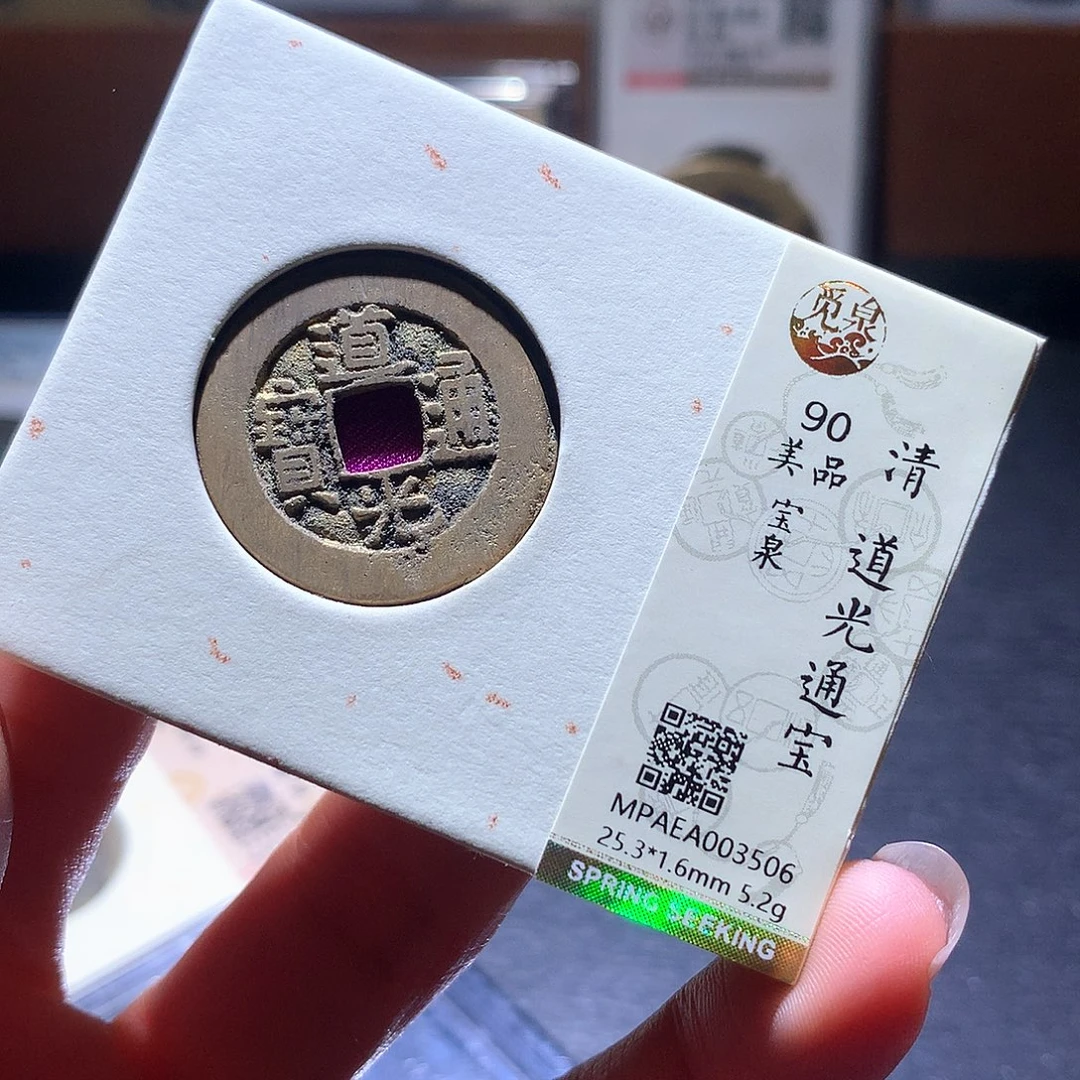 道光通寶
觅泉
清 道光通宝
90
美品
宝泉
MPAEA003506
25.3*1.6mm 5.2g
SPRING SEEKING